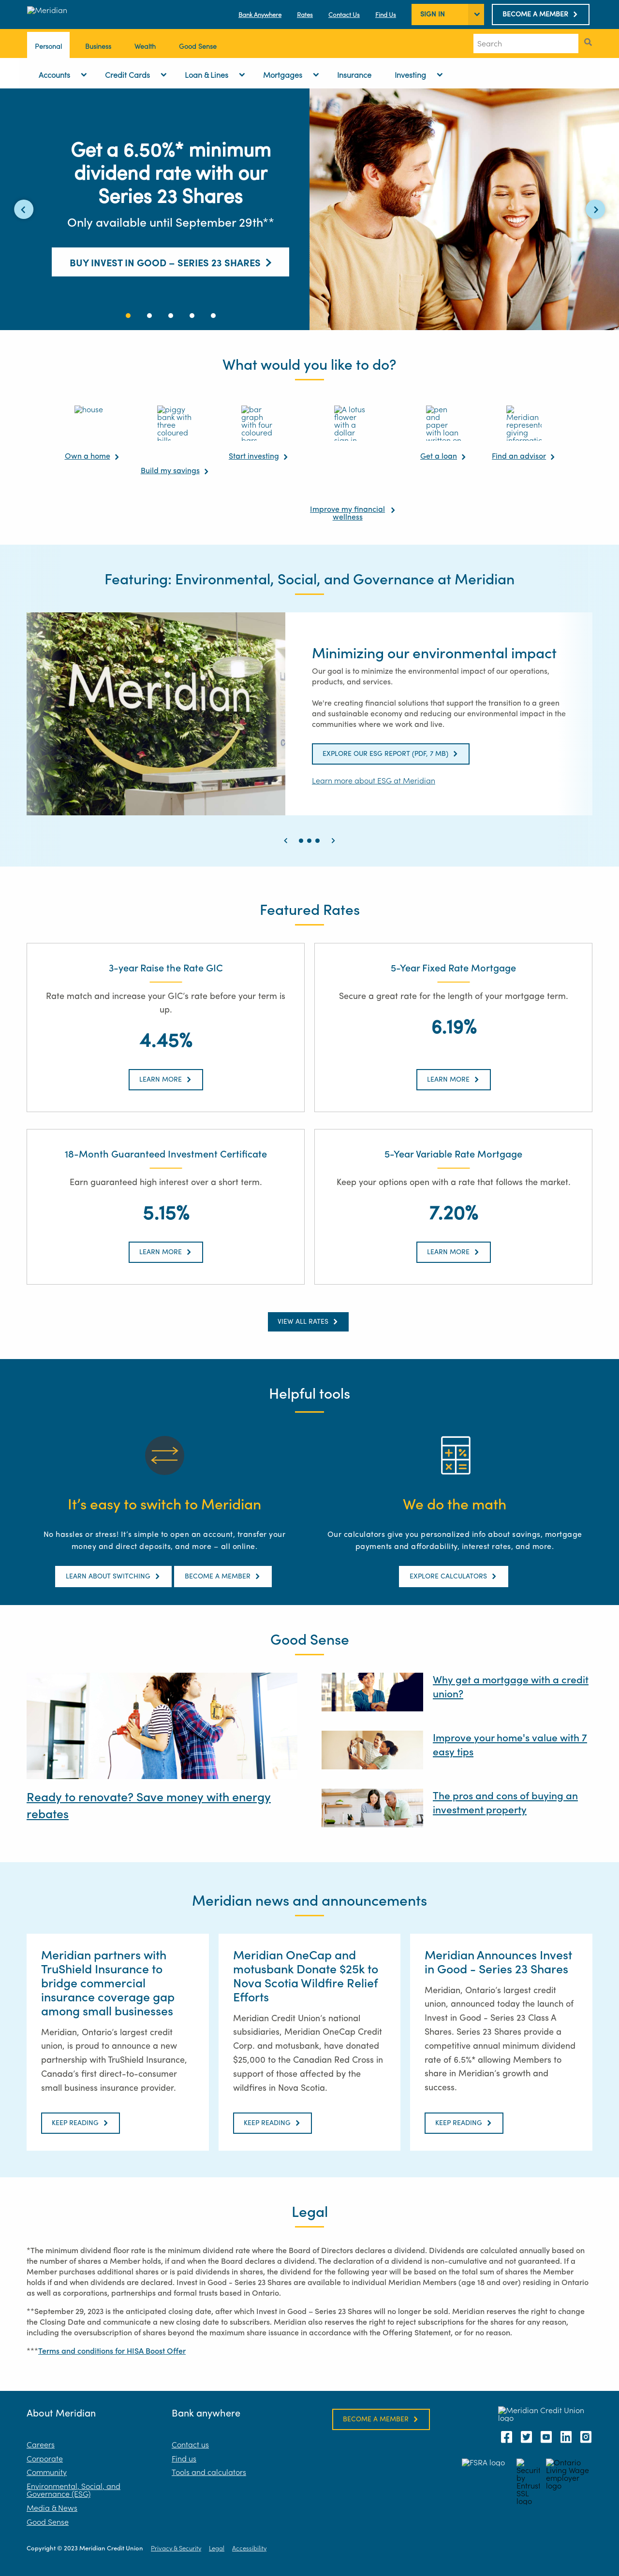 Meridian
Bank Anywhere
Rates
Contact Us
Find Us
SIGN IN
BECOME A MEMBER
Personal
Business
Wealth
Good Sense
Search
Accounts
Credit Cards
Loan & Lines
Mortgages
Insurance
Investing
Get a 6.50%* minimum
dividend rate with our
Series 23 Shares
Only available until September 29th**
BUY INVEST IN GOOD – SERIES 23 SHARES
What would you like to do?
house
piggy
bank with
three
coloured
bills
bar
graph
with four
coloured
bars
A lotus
flower
with a
dollar
sign in
pen
and
paper
with loan
written on
Meridian
giving
Own a home
Build my savings
Start investing
Improve my financial
wellness
Get a loan
Find an advisor
Featuring: Environmental, Social, and Governance at Meridian
Meridian
Minimizing our environmental impact
Our goal is to minimize the environmental impact of our operations,
products, and services.
We're creating financial solutions that support the transition to a green
and sustainable economy and reducing our environmental impact in the
communities where we work and live.
EXPLORE OUR ESG REPORT (PDF, 7 MB)
Learn more about ESG at Meridian
Featured Rates
3-year Raise the Rate GIC
Rate match and increase your GIC's rate before your term is
up.
4.45%
LEARN MORE
5-Year Fixed Rate Mortgage
Secure a great rate for the length of your mortgage term.
6.19%
LEARN MORE
18-Month Guaranteed Investment Certificate
Earn guaranteed high interest over a short term.
5.15%
LEARN MORE
5-Year Variable Rate Mortgage
Keep your options open with a rate that follows the market.
7.20%
LEARN MORE
VIEW ALL RATES
Helpful tools
It's easy to switch to Meridian
No hassles or stress! It's simple to open an account, transfer your
money and direct deposits, and more – all online.
LEARN ABOUT SWITCHING
BECOME A MEMBER
We do the math
Our calculators give you personalized info about savings, mortgage
payments and affordability, interest rates, and more.
EXPLORE CALCULATORS
Good Sense
Ready to renovate? Save money with energy
rebates
Why get a mortgage with a credit
union?
Improve your home's value with 7
easy tips
The pros and cons of buying an
investment property
Meridian news and announcements
Meridian partners with
TruShield Insurance to
bridge commercial
insurance coverage gap
among small businesses
Meridian, Ontario's largest credit
union, is proud to announce a new
partnership with TruShield Insurance,
Canada's first direct-to-consumer
small business insurance provider.
KEEP READING
Meridian OneCap and
motusbank Donate $25k to
Nova Scotia Wildfire Relief
Efforts
Meridian Credit Union's national
subsidiaries, Meridian OneCap Credit
Corp. and motusbank, have donated
$25,000 to the Canadian Red Cross in
support of those affected by the
wildfires in Nova Scotia.
KEEP READING
Meridian Announces Invest
in Good - Series 23 Shares
Meridian, Ontario's largest credit
union, announced today the launch of
Invest in Good - Series 23 Class A
Shares. Series 23 Shares provide a
competitive annual minimum dividend
rate of 6.5%* allowing Members to
share in Meridian's growth and
success.
KEEP READING
Legal
*The minimum dividend floor rate is the minimum dividend rate where the Board of Directors declares a dividend. Dividends are calculated annually based on
the number of shares a Member holds, if and when the Board declares a dividend. The declaration of a dividend is non-cumulative and not guaranteed. If a
Member purchases additional shares or is paid dividends in shares, the dividend for the following year will be based on the total sum of shares the Member
holds if and when dividends are declared. Invest in Good - Series 23 Shares are available to individual Meridian Members (age 18 and over) residing in Ontario
as well as corporations, partnerships and formal trusts based in Ontario.
**September 29, 2023 is the anticipated closing date, after which Invest in Good – Series 23 Shares will no longer be sold. Meridian reserves the right to change
the Closing Date and communicate a new closing date to subscribers. Meridian also reserves the right to reject subscriptions for the shares for any reason,
including the oversubscription of shares beyond the maximum share issuance in accordance with the Offering Statement, or for no reason.
***Terms and conditions for HISA Boost Offer
About Meridian
Careers
Corporate
Community
Environmental, Social, and
Governance (ESG)
Media & News
Good Sense
Bank anywhere
Contact us
Find us
Tools and calculators
BECOME A MEMBER
Meridian Credit Union
logo
FSRA logo
Securit
by
Entrust
SSL
logo
Ontario
Living Wage
employer
logo
Copyright © 2023 Meridian Credit Union
Privacy & Security
Legal
Accessibility